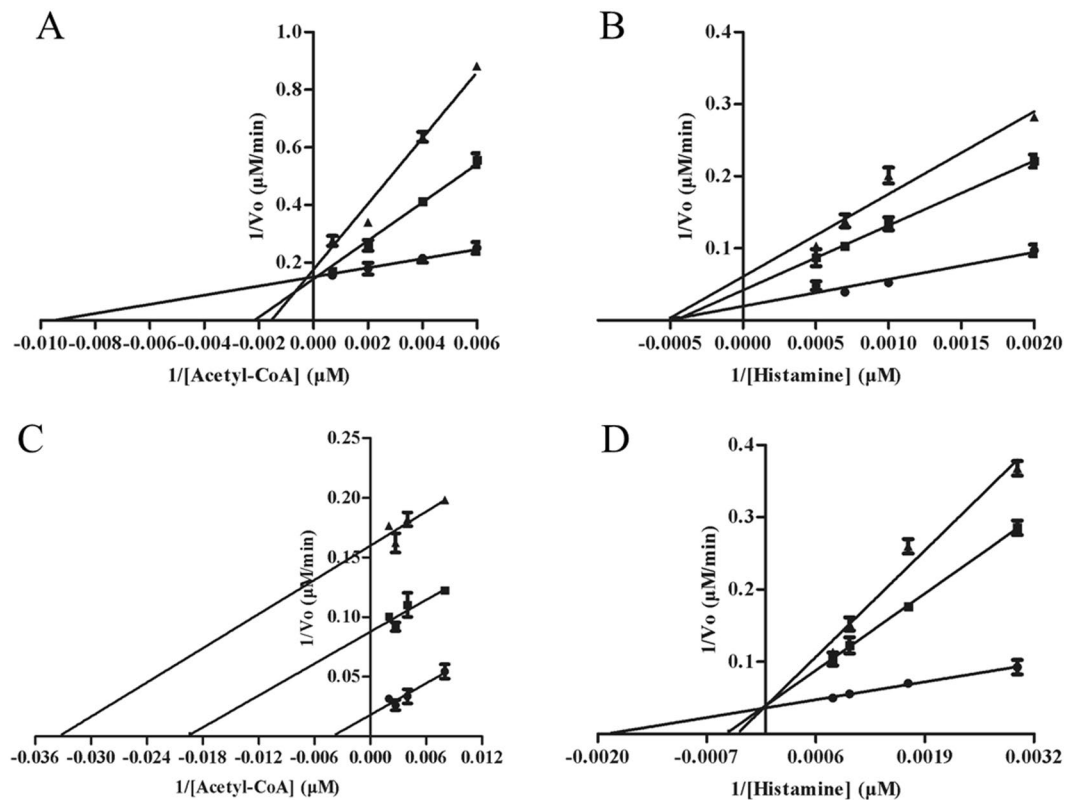 A
1/Vo (μM/min)
1.0
0.8
0.6
0.4
0.2
-0.010 -0.008 -0.006 -0.004 -0.002 0.000 0.002 0.004 0.006
1/[Acetyl-CoA] (μM)
B
1/Vo (μM/min)
0.4
0.3
0.2
0.1
-0.0005 0.0000 0.0005 0.0010 0.0015 0.0020
1/[Histamine] (μM)
C
1/Vo (μM/min)
0.25
0.20
0.15
0.10
0.05
-0.036 -0.030 -0.024 -0.018 -0.012 -0.006 0.000 0.006 0.012
1/[Acetyl-CoA] (μM)
D
1/Vo (μM/min)
0.4
0.3
0.2
0.1
-0.0020 -0.0007 0.0006 0.0019 0.0032
1/[Histamine] (μM)